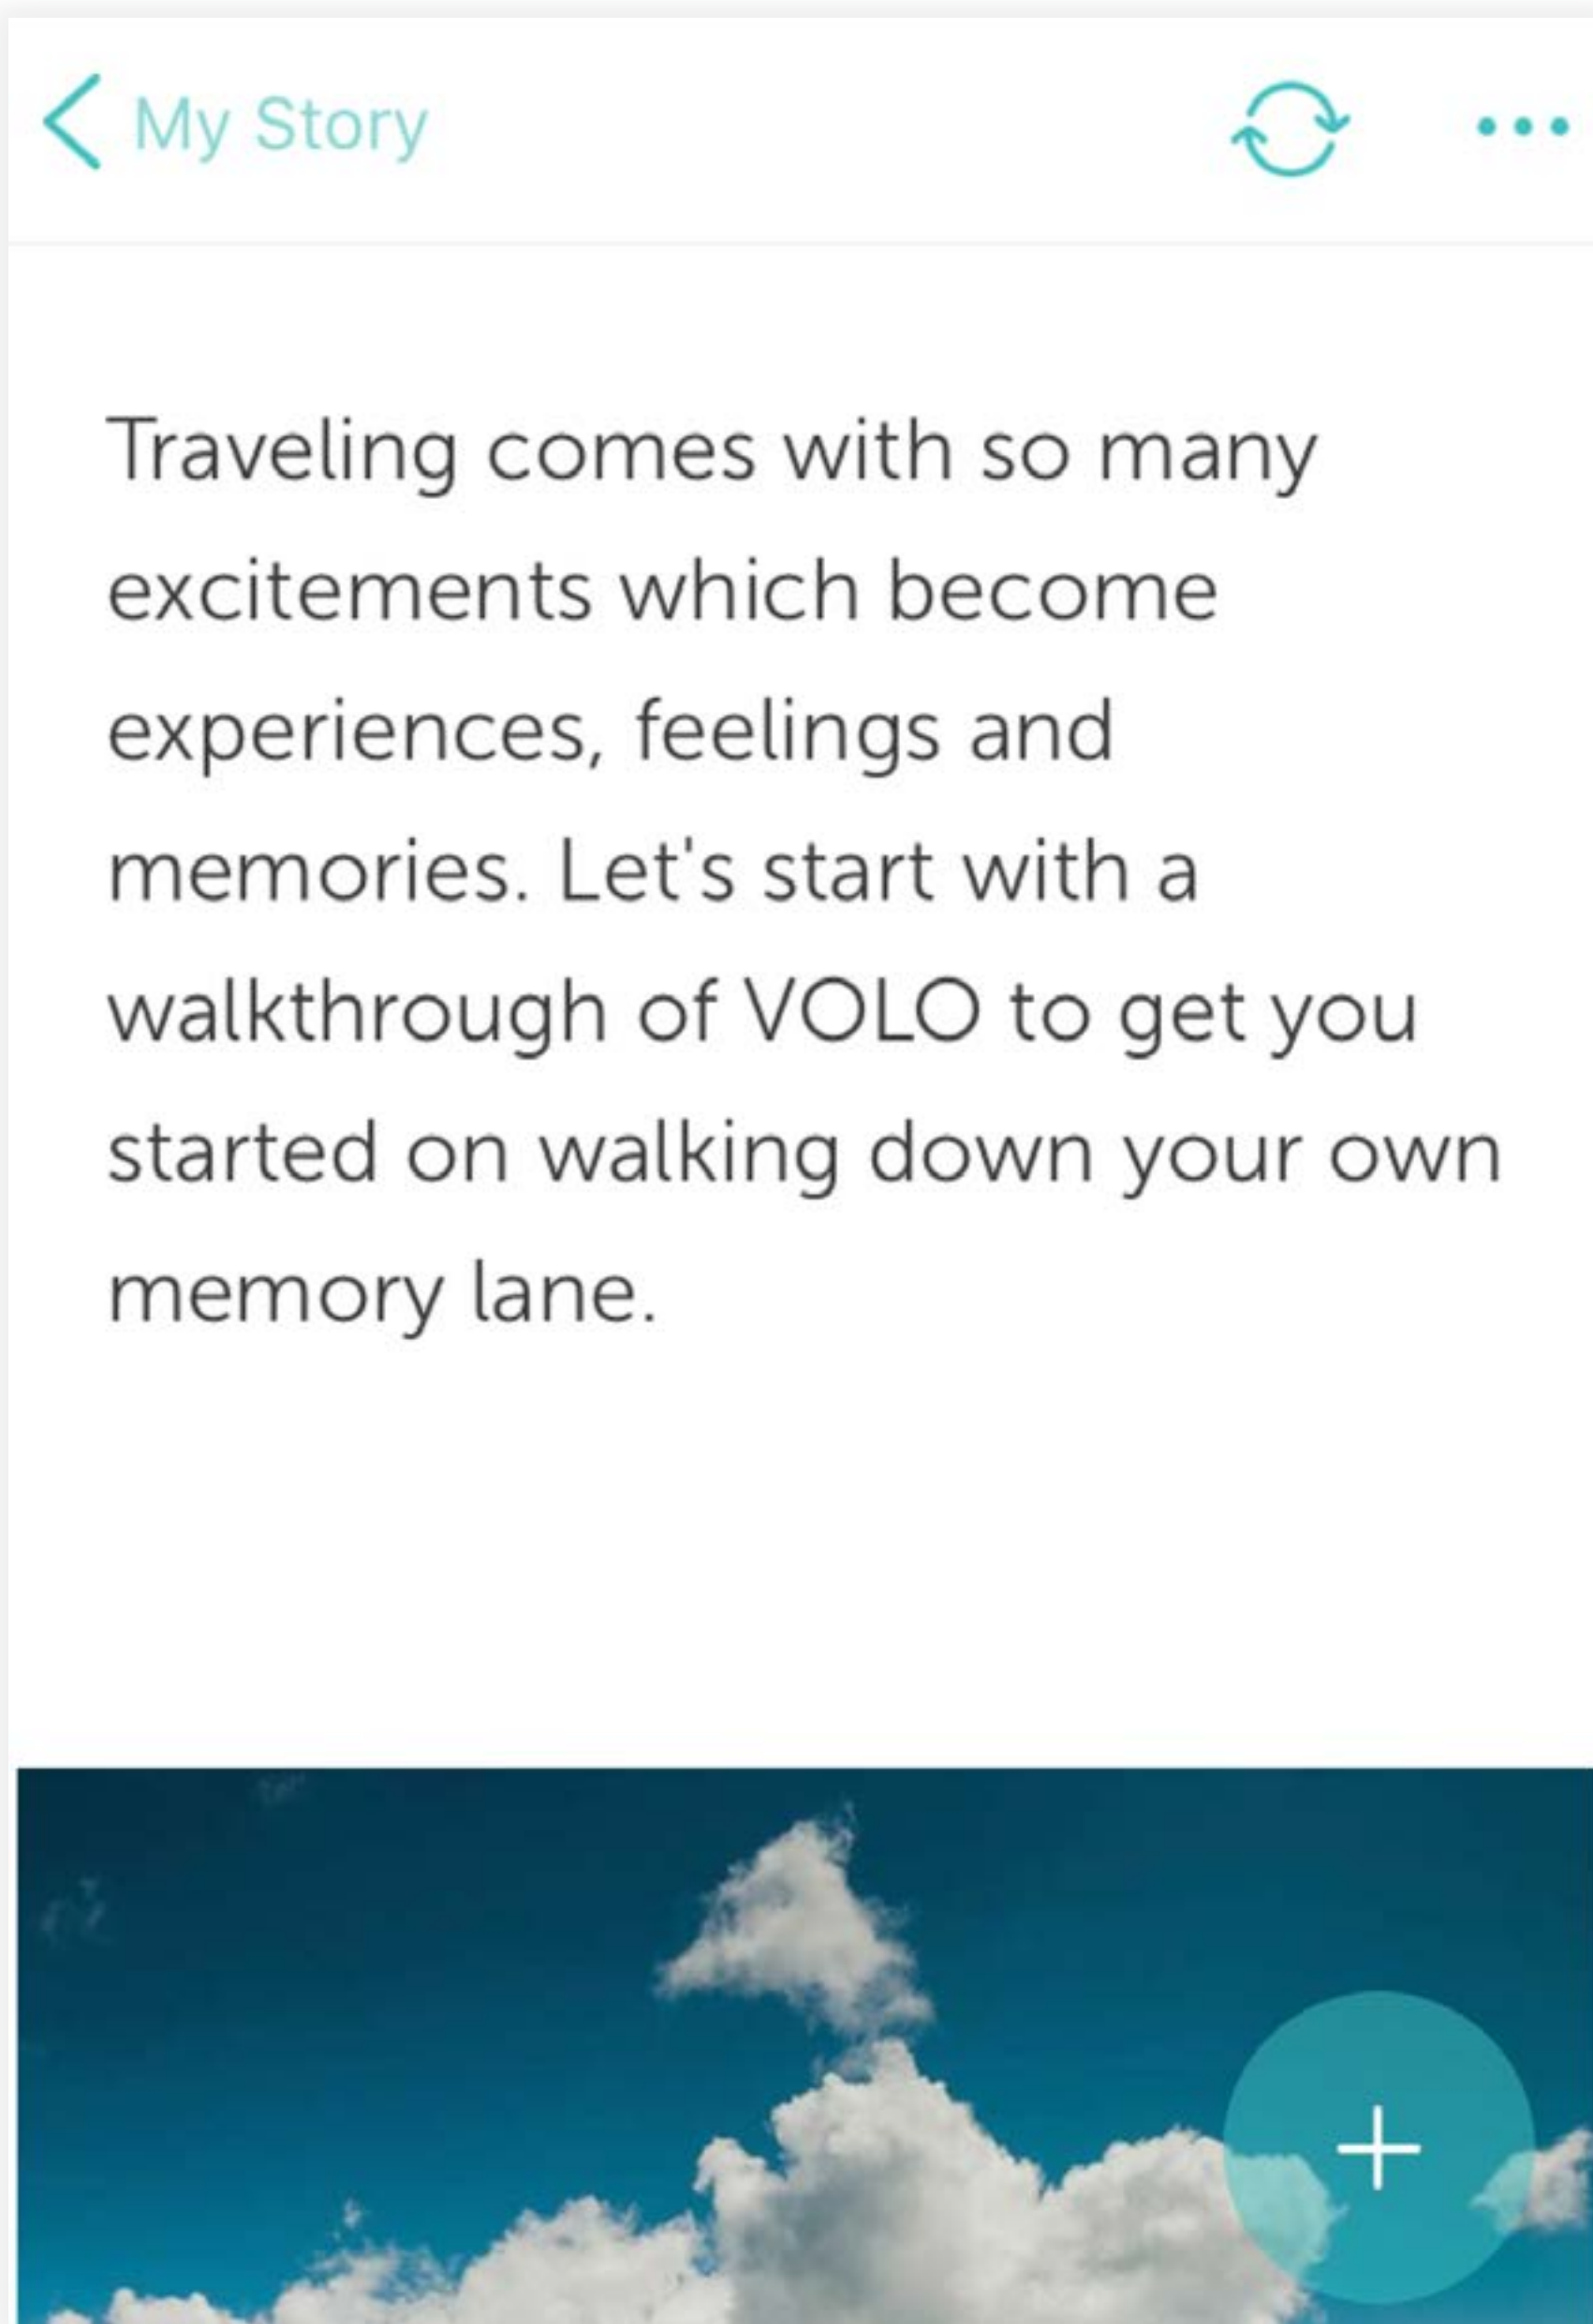 My Story
Traveling comes with so many
excitements which become
experiences, feelings and
memories. Let's start with a
walkthrough of VOLO to get you
started on walking down your own
memory lane.